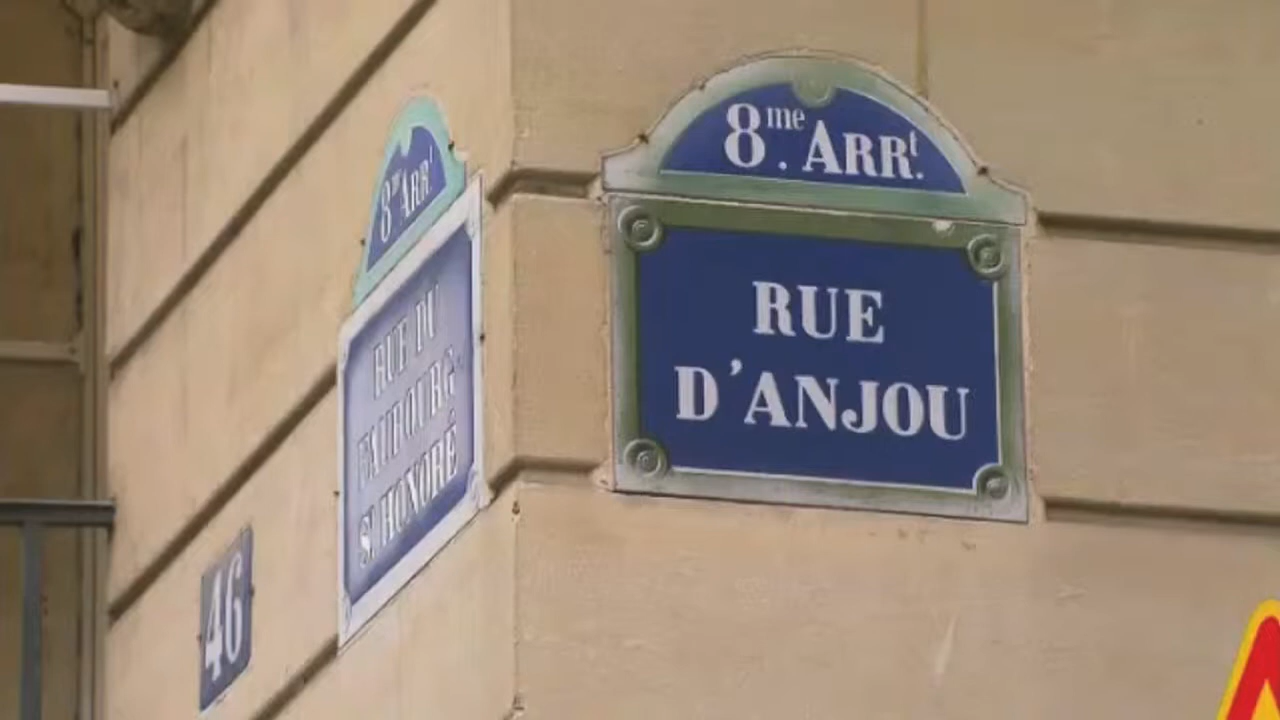 8me. ARRt.
RUE DU
FAUBOURG
St HONORÉ
46
8me. ARRt.
RUE
D'ANJOU